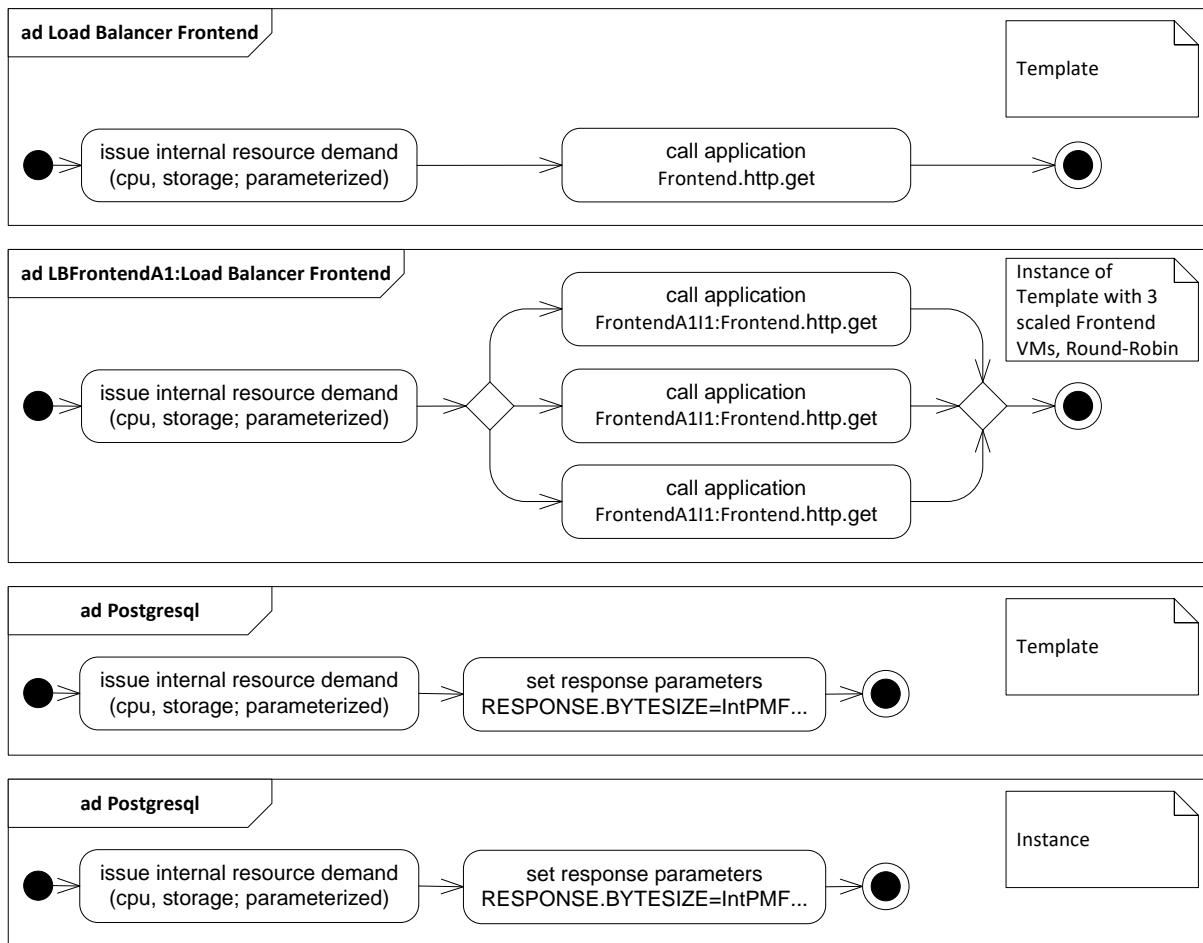 ad Load Balancer Frontend
Template
issue internal resource demand
(cpu, storage; parameterized)
call application
Frontend.http.get
ad LBFrontendA1:Load Balancer Frontend
Instance of
Template with 3
scaled Frontend
VMs, Round-Robin
call application
FrontendA1I1:Frontend.http.get
issue internal resource demand
(cpu, storage; parameterized)
call application
FrontendA1I1:Frontend.http.get
call application
FrontendA1I1:Frontend.http.get
ad Postgresql
Template
issue internal resource demand
(cpu, storage; parameterized)
set response parameters
RESPONSE.BYTESIZE=IntPMF...
ad Postgresql
Instance
issue internal resource demand
(cpu, storage; parameterized)
set response parameters
RESPONSE.BYTESIZE=IntPMF...